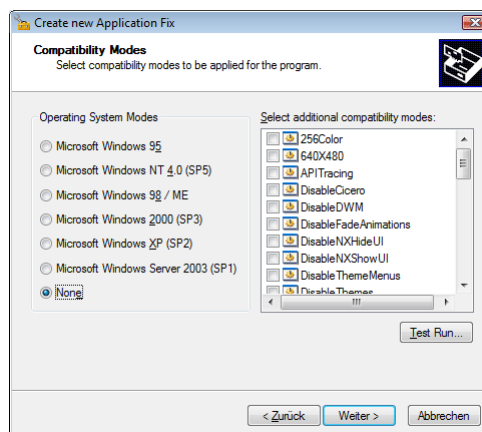 Create new Application Fix
Compatibility Modes
Select compatibility modes to be applied for the program.
Operating System Modes
Microsoft Windows 95
Microsoft Windows NT 4.0 (SP5)
Microsoft Windows 98 / ME
Microsoft Windows 2000 (SP3)
Microsoft Windows XP (SP2)
Microsoft Windows Server 2003 (SP1)
None
Select additional compatibility modes:
256Color
640X480
APITracing
DisableCicero
DisableDWM
DisableFadeAnimations
DisableNXHideUI
DisableNXShowUI
DisableThemeMenus
DisableThemes
Test Run...
< Zurück
Weiter >
Abbrechen